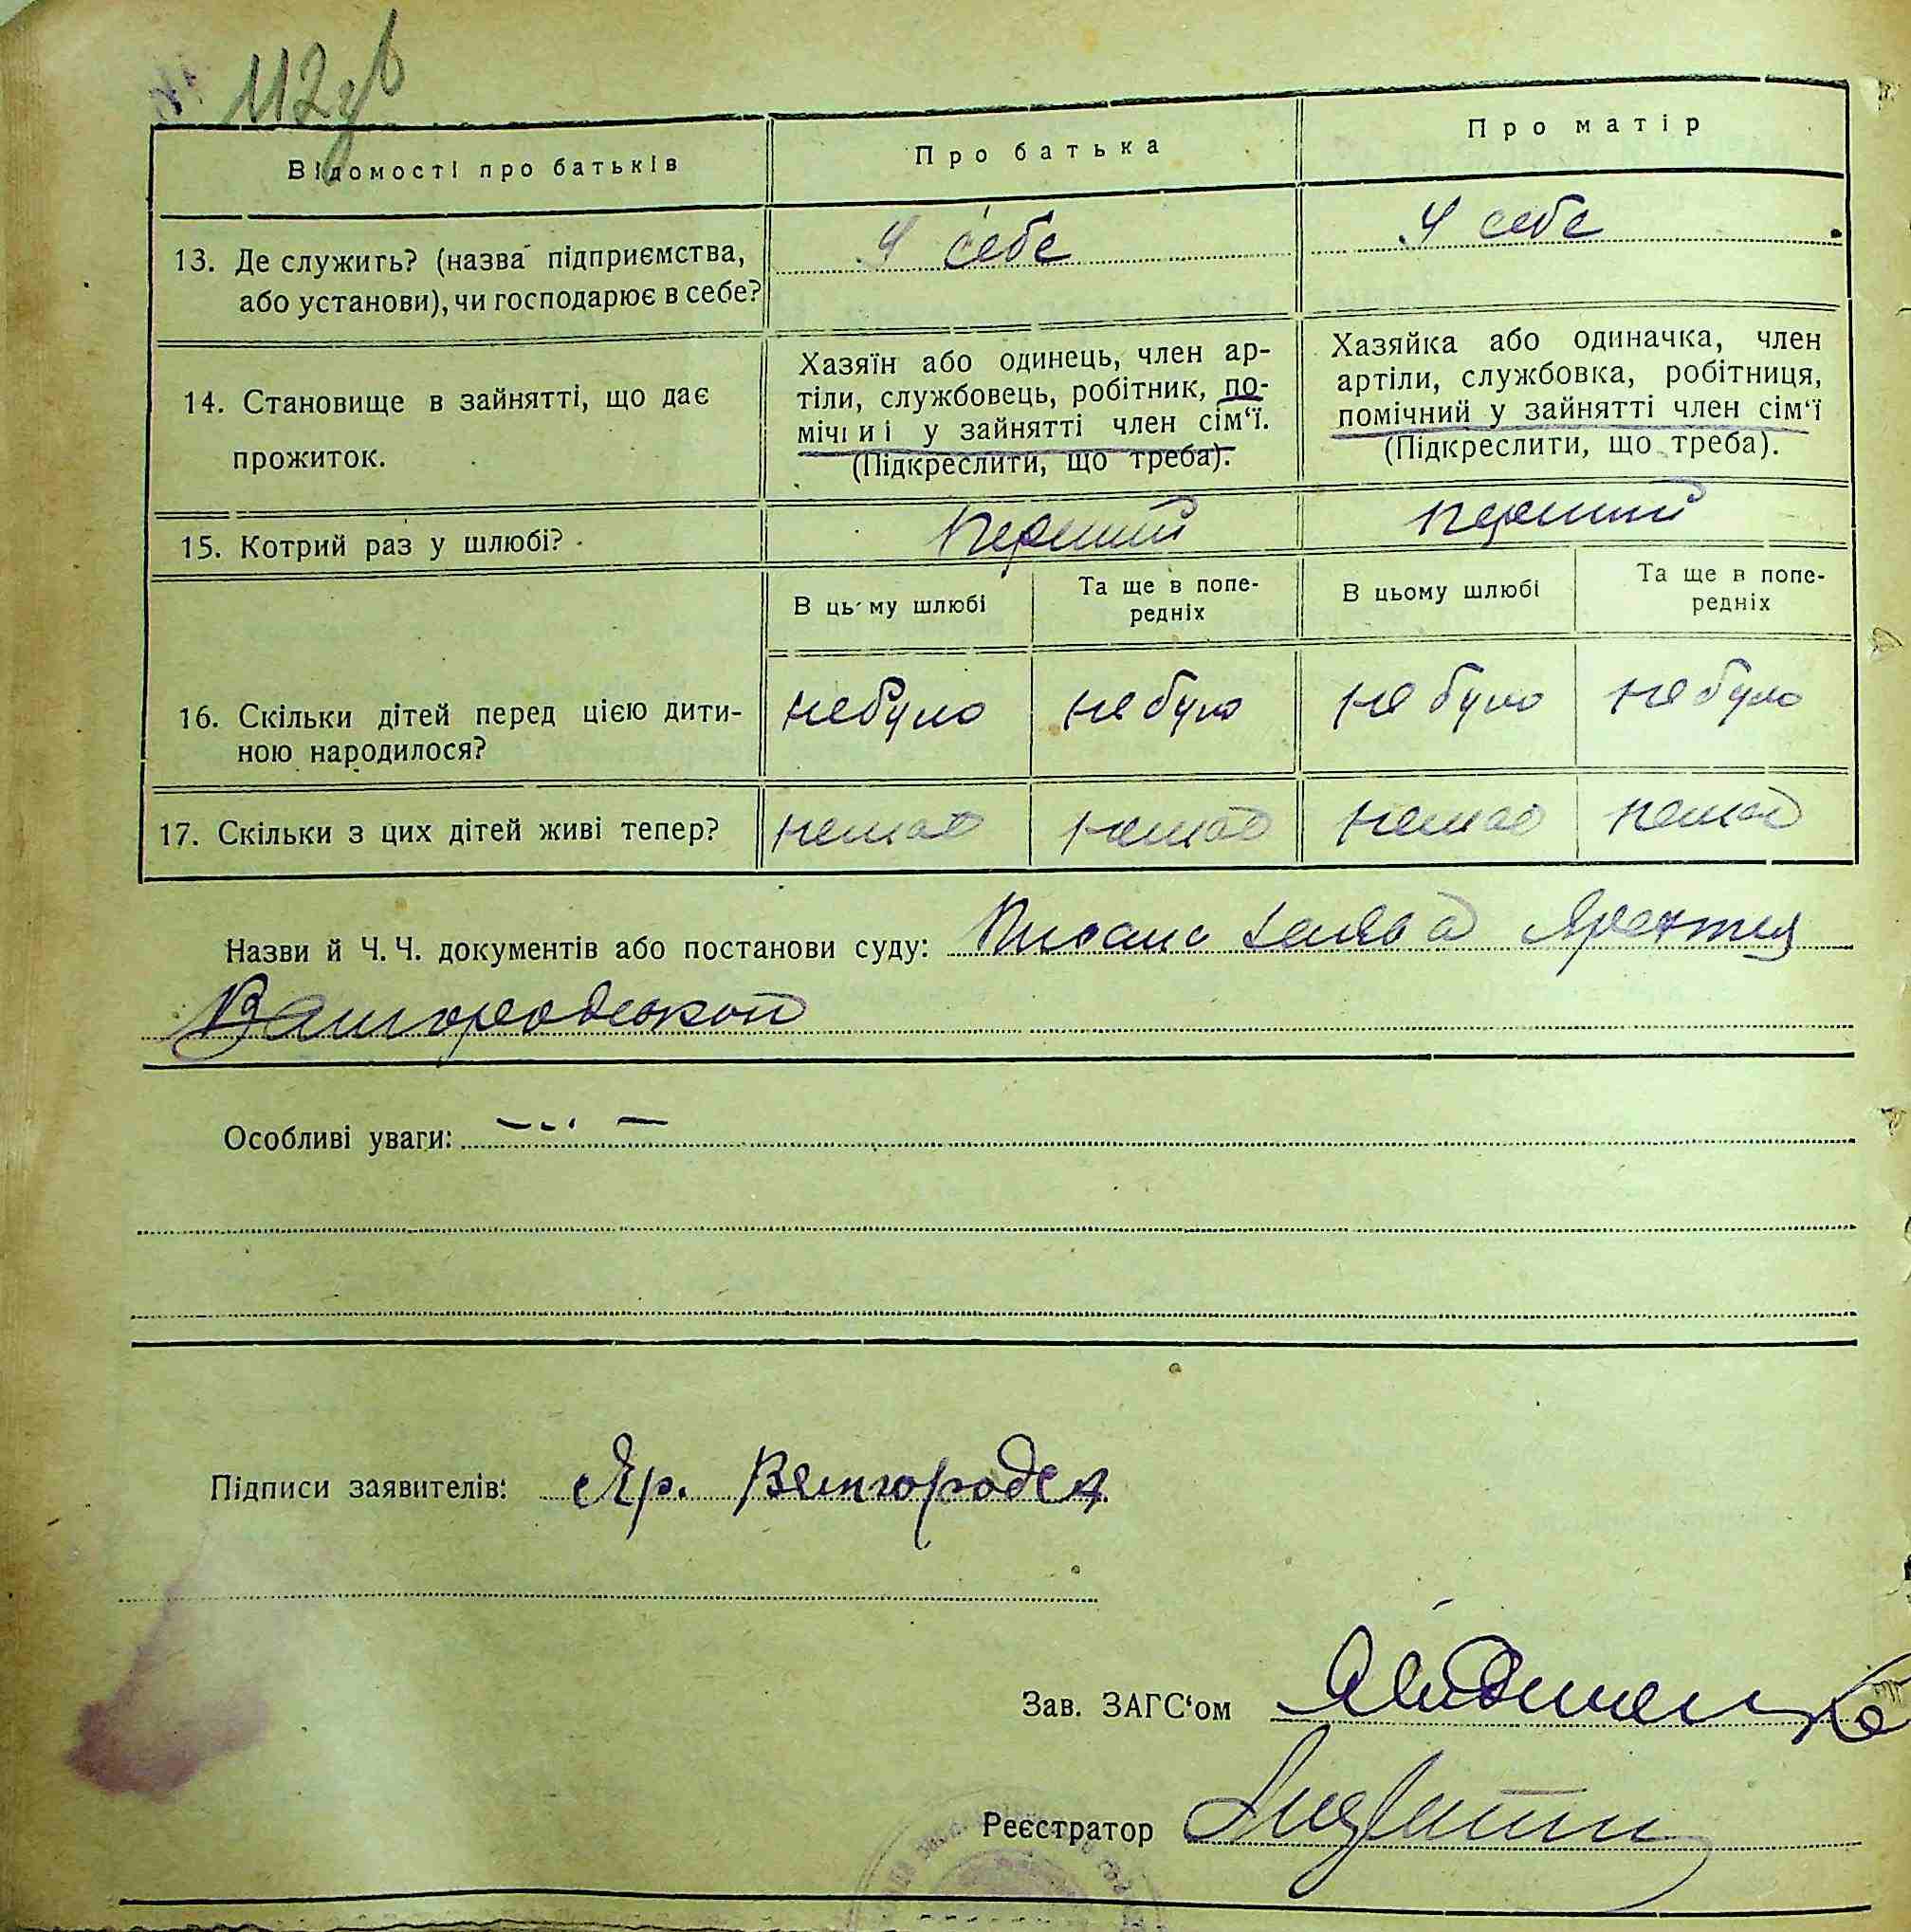 № 112
Відомості про батьків
Про батька
Про матір
13. Де служить? (назва підприємства,
або установи), чи господарює в себе?
У себе
У себе
14. Становище в зайнятті, що дає
прожиток.
Хазяїн або одинець, член ар-
тіли, службовець, робітник, по-
мічниі у зайнятті член сім‘ї.
(Підкреслити, що треба).
Хазяйка або одиначка, член
артіли, службовка, робітниця,
помічний у зайнятті член сім‘ї
(Підкреслити, що треба).
15. Котрий раз у шлюбі?
Перший
перший
В цьму шлюбі
Та ще в попе-
редніх
В цьому шлюбі
Та ще в попе-
редніх
16. Скільки дітей перед цією дити-
ною народилося?
небуло
не було
не було
не було
17. Скільки з цих дітей живі тепер?
немає
немає
немає
немає
Назви й Ч. Ч. документів або постанови суду:
Особливі уваги:
Підписи заявителів: Яр.
Зав. ЗАГС‘ом
Реєстратор